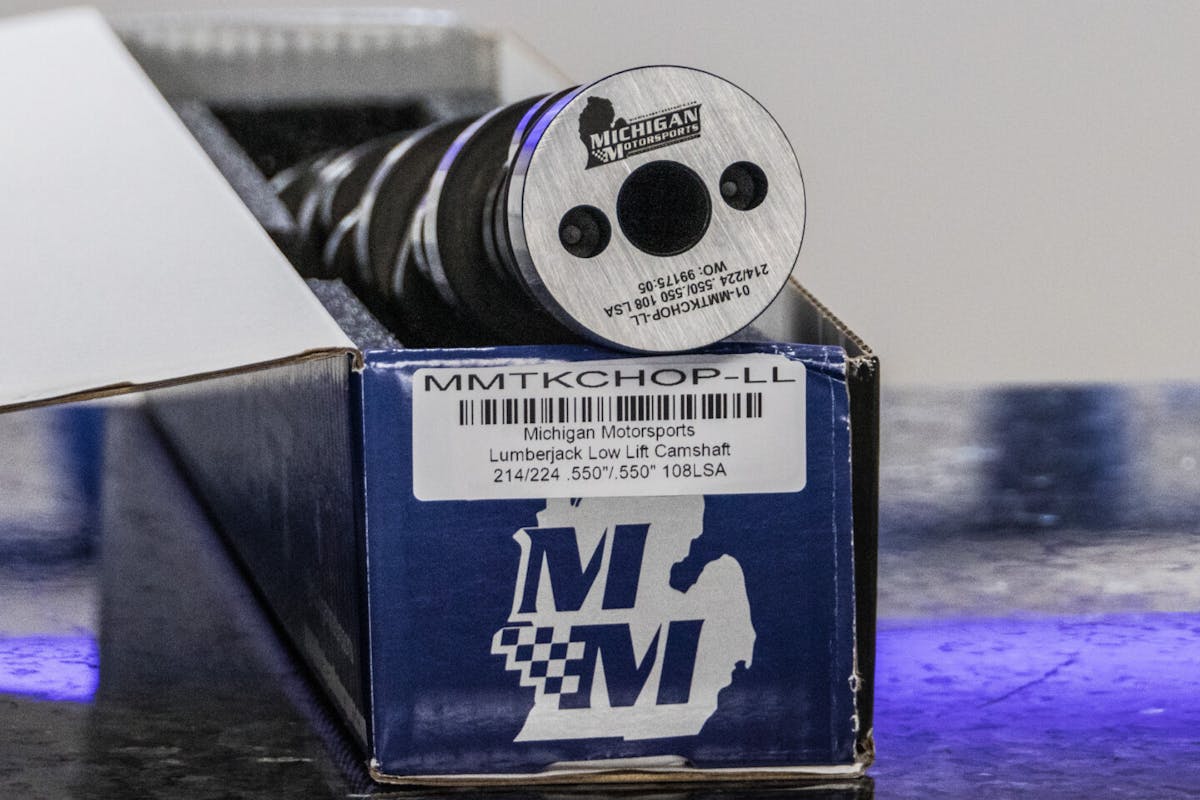 MICHIGAN
MOTORSPORTS
01-MMTKCHOP-LL
214/224 .550/.550 108 LSA
WO: 99175:05
MMTKCHOP-LL
Michigan Motorsports
Lumberjack Low Lift Camshaft
214/224 .550"/.550" 108LSA
M
M